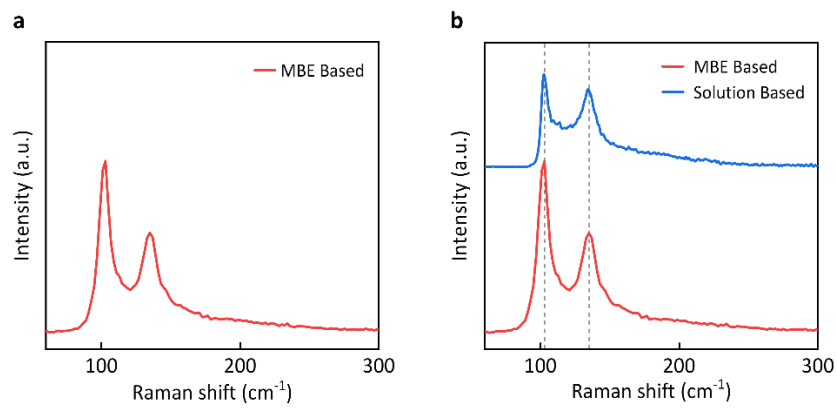 a
MBE Based
Intensity (a.u.)
100
200
300
Raman shift (cm⁻¹)
b
MBE Based
Solution Based
Intensity (a.u.)
100
200
300
Raman shift (cm⁻¹)